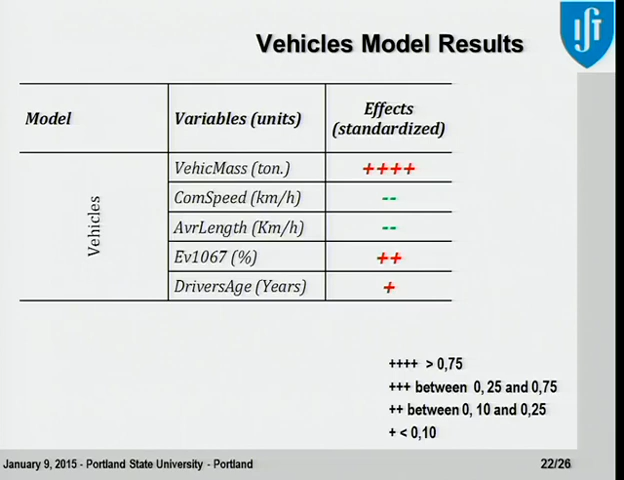 IST
Vehicles Model Results
Model Variables (units) Effects (standardized)
Vehicles
VehicMass (ton.) ++++
ComSpeed (km/h) --
AvrLength (Km/h) --
Ev1067 (%) ++
DriversAge (Years) +
++++ > 0,75
+++ between 0, 25 and 0,75
++ between 0, 10 and 0,25
+ < 0,10
January 9, 2015 - Portland State University - Portland 22/26